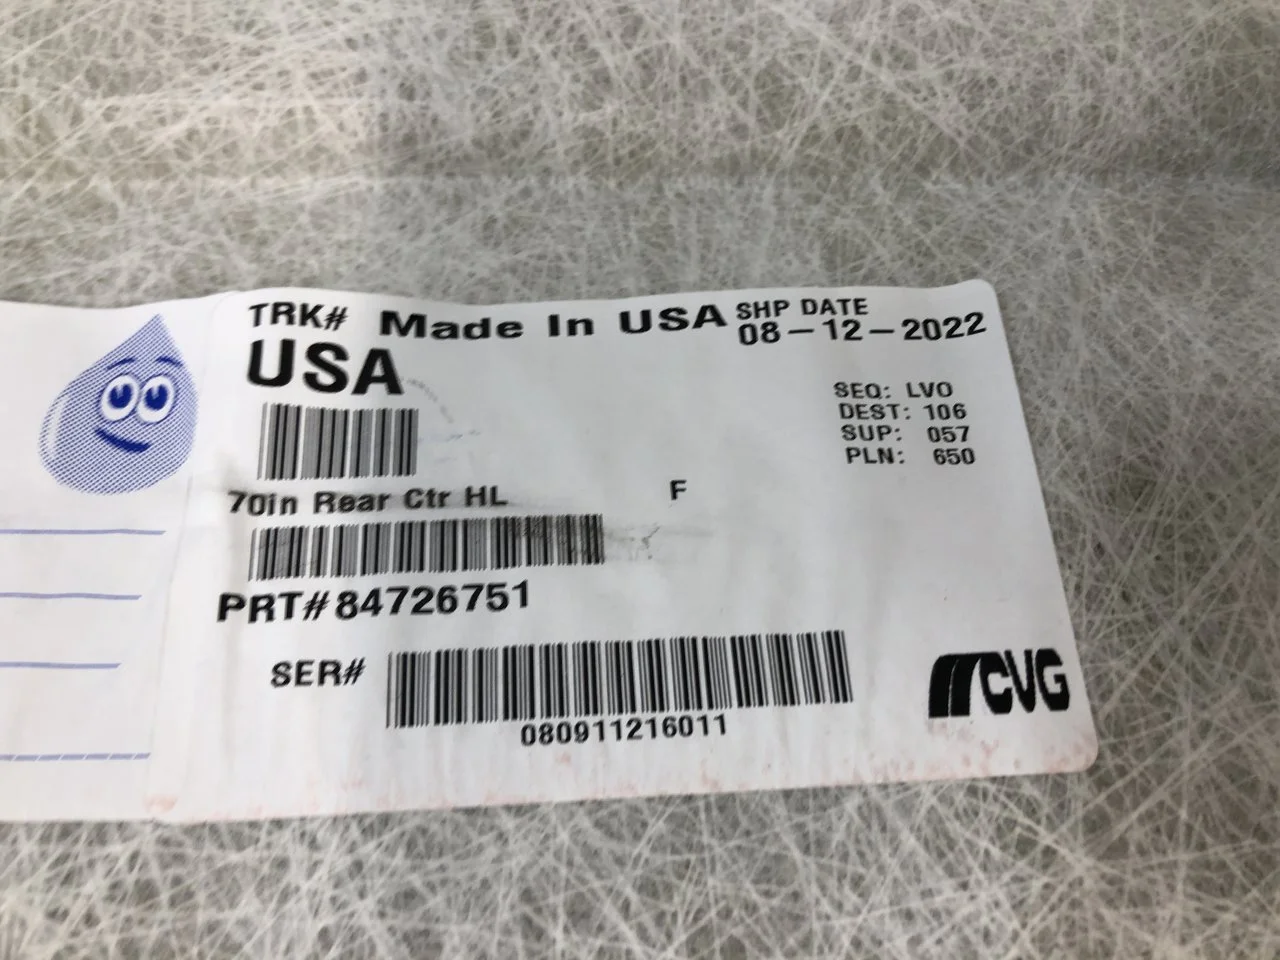 TRK# Made In USA SHP DATE
USA 08-12-2022
SEQ: LVO
DEST: 106
SUP: 057
PLN: 650
70in Rear Ctr HL F
PRT# 84726751
SER#
080911216011
CVG